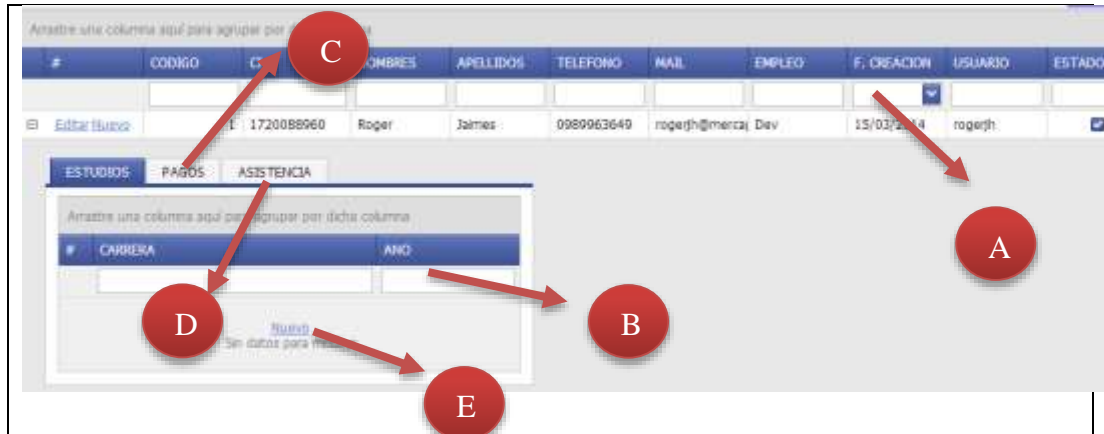 Arrastre una columna aquí para agrupar por
C
# CODIGO NOMBRES APELLIDOS TELEFONO MAIL EMPLEO F. CREACION USUARIO ESTADO
Editar Nuevo 1 1720088960 Roger Jaimes 0989963649 rogerjh@merca Dev 15/03/2014 rogerjh
ESTUDIOS PAGOS ASISTENCIA
Arrastre una columna aquí para agrupar por dicha columna
A
# CARRERA ANO
D
B
Nuevo
Sin datos para
E